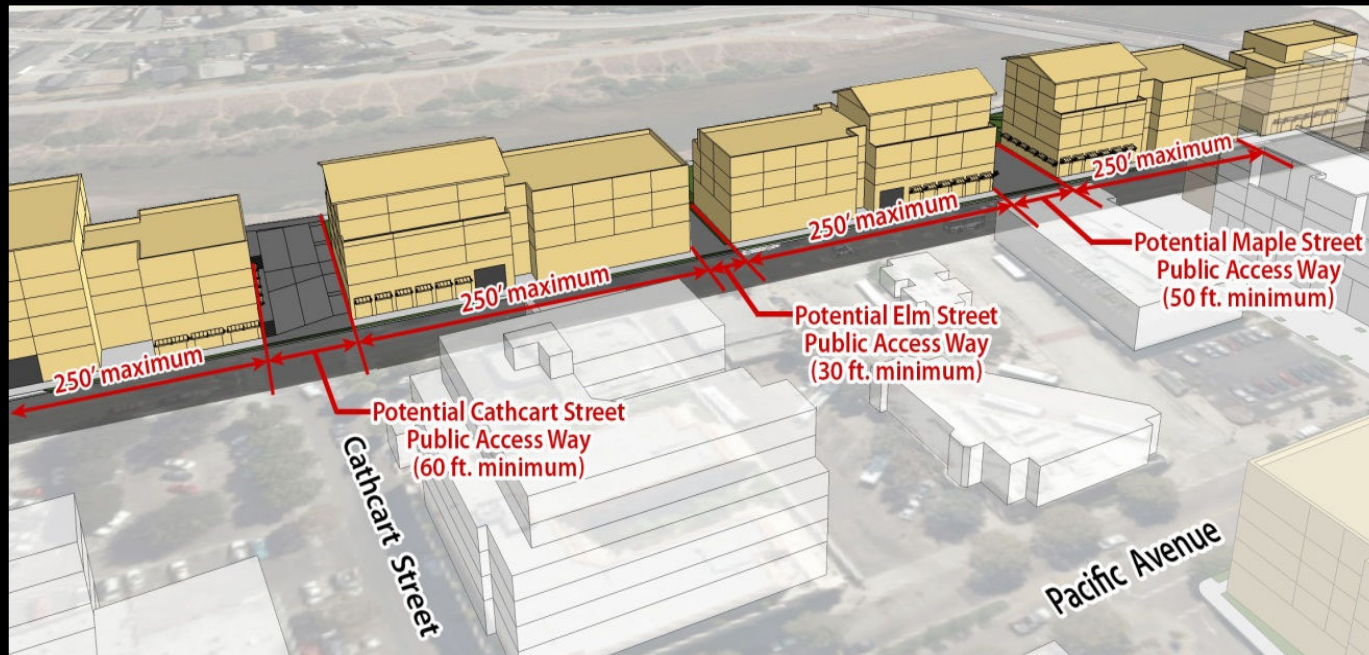 250' maximum
Potential Maple Street
Public Access Way
(50 ft. minimum)
250' maximum
Potential Elm Street
Public Access Way
(30 ft. minimum)
250' maximum
250' maximum
Potential Cathcart Street
Public Access Way
(60 ft. minimum)
Cathcart Street
Pacific Avenue